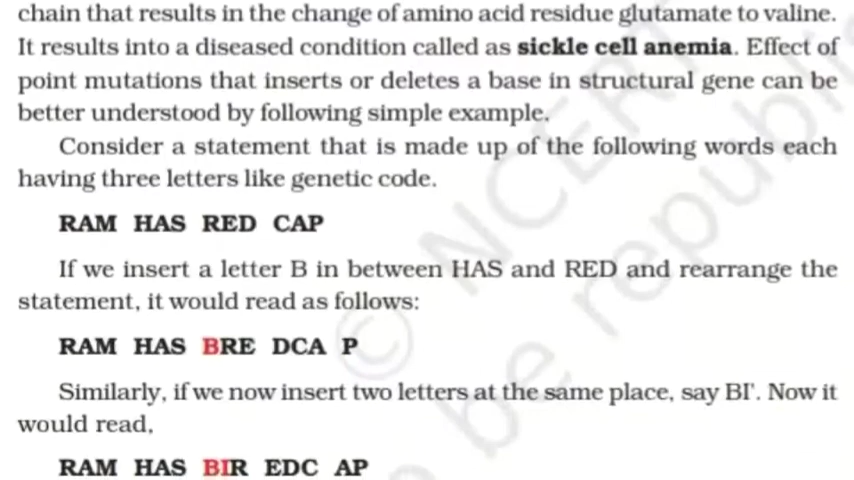 chain that results in the change of amino acid residue glutamate to valine.
It results into a diseased condition called as sickle cell anemia. Effect of
point mutations that inserts or deletes a base in structural gene can be
better understood by following simple example.
Consider a statement that is made up of the following words each
having three letters like genetic code.
RAM HAS RED CAP
If we insert a letter B in between HAS and RED and rearrange the
statement, it would read as follows:
RAM HAS BRE DCA P
Similarly, if we now insert two letters at the same place, say BI'. Now it
would read,
RAM HAS BIR EDC AP
© NCERT
be republis